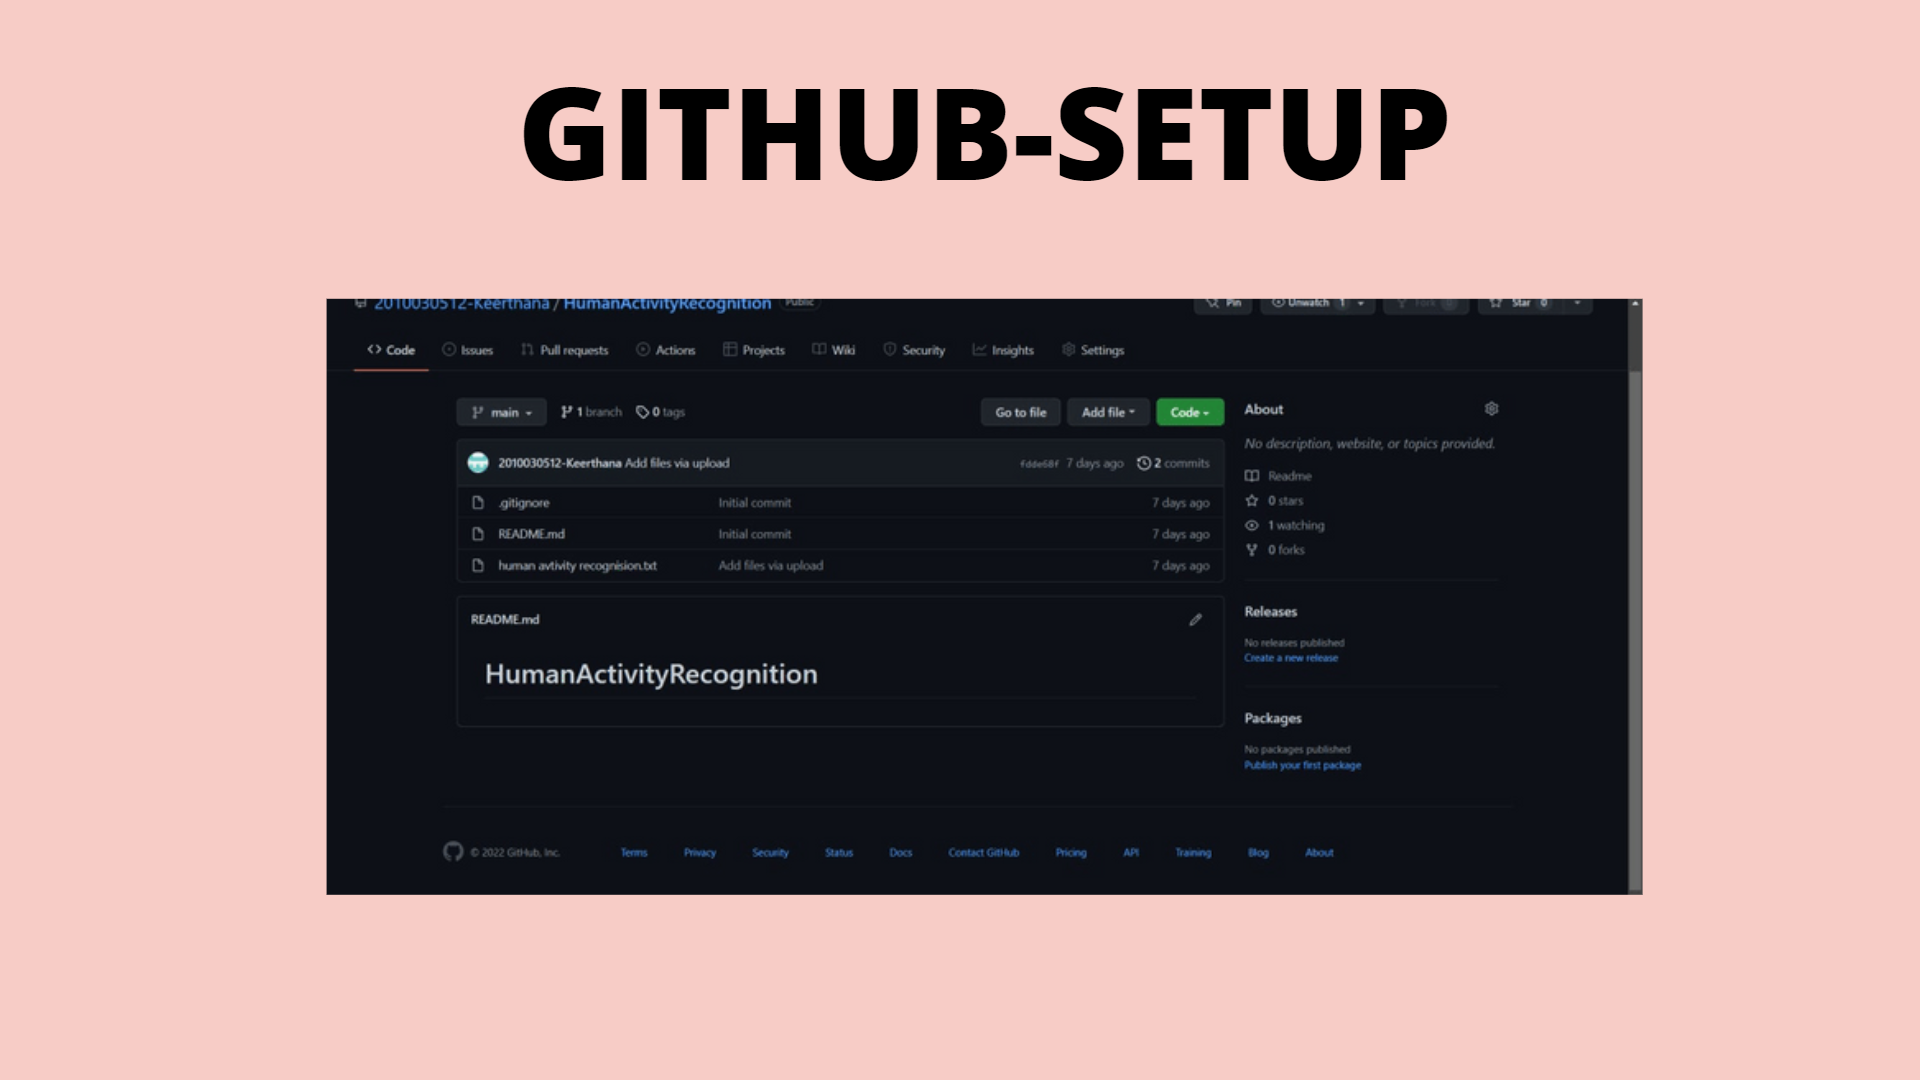 GITHUB-SETUP
2010030512-Keerthana / HumanActivityRecognition Public Pin Unwatch 1 Fork 0 Star 0
Code Issues Pull requests Actions Projects Wiki Security Insights Settings
main 1 branch 0 tags Go to file Add file Code
2010030512-Keerthana Add files via upload fdde68f 7 days ago 2 commits
.gitignore Initial commit 7 days ago
README.md Initial commit 7 days ago
human avtivity recognision.txt Add files via upload 7 days ago
README.md
HumanActivityRecognition
About
No description, website, or topics provided.
Readme
0 stars
1 watching
0 forks
Releases
No releases published
Create a new release
Packages
No packages published
Publish your first package
© 2022 GitHub, Inc. Terms Privacy Security Status Docs Contact GitHub Pricing API Training Blog About